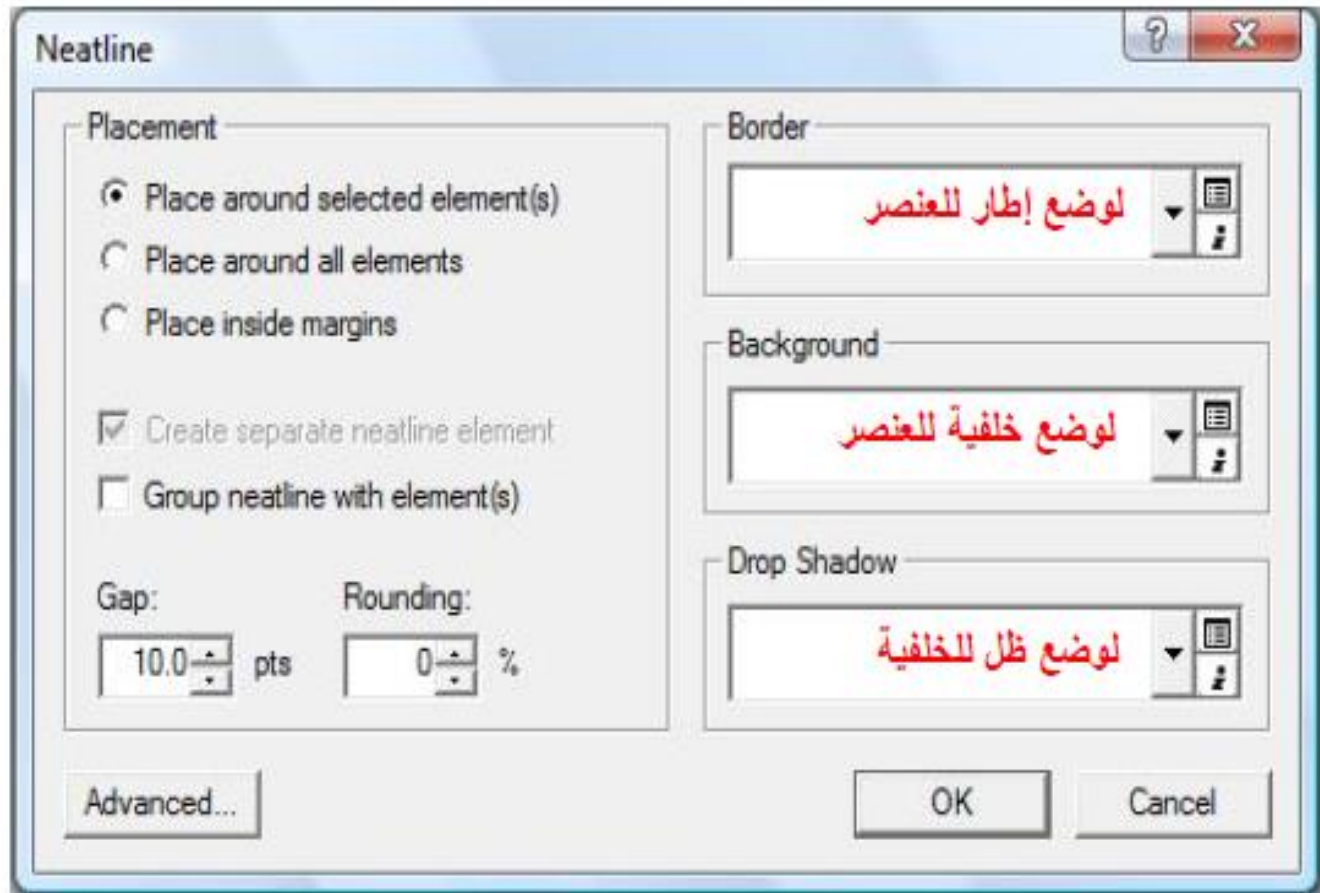 Neatline
Placement
Place around selected element(s)
Place around all elements
Place inside margins
Create separate neatline element
Group neatline with element(s)
Gap:
Rounding:
10.0 pts
0 %
Border
لوضع إطار للعنصر
Background
لوضع خلفية للعنصر
Drop Shadow
لوضع ظل للخلفية
Advanced...
OK
Cancel